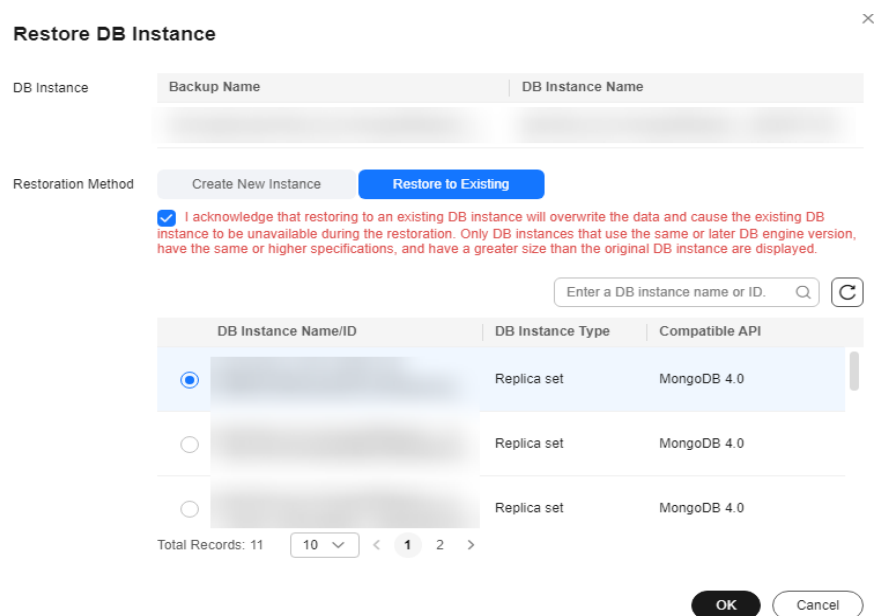 Restore DB Instance
DB Instance
Backup Name
DB Instance Name
Restoration Method
Create New Instance
Restore to Existing
I acknowledge that restoring to an existing DB instance will overwrite the data and cause the existing DB
instance to be unavailable during the restoration. Only DB instances that use the same or later DB engine version,
have the same or higher specifications, and have a greater size than the original DB instance are displayed.
Enter a DB instance name or ID.
DB Instance Name/ID
DB Instance Type
Compatible API
Replica set
MongoDB 4.0
Replica set
MongoDB 4.0
Replica set
MongoDB 4.0
Total Records: 11
10
1
2
OK
Cancel